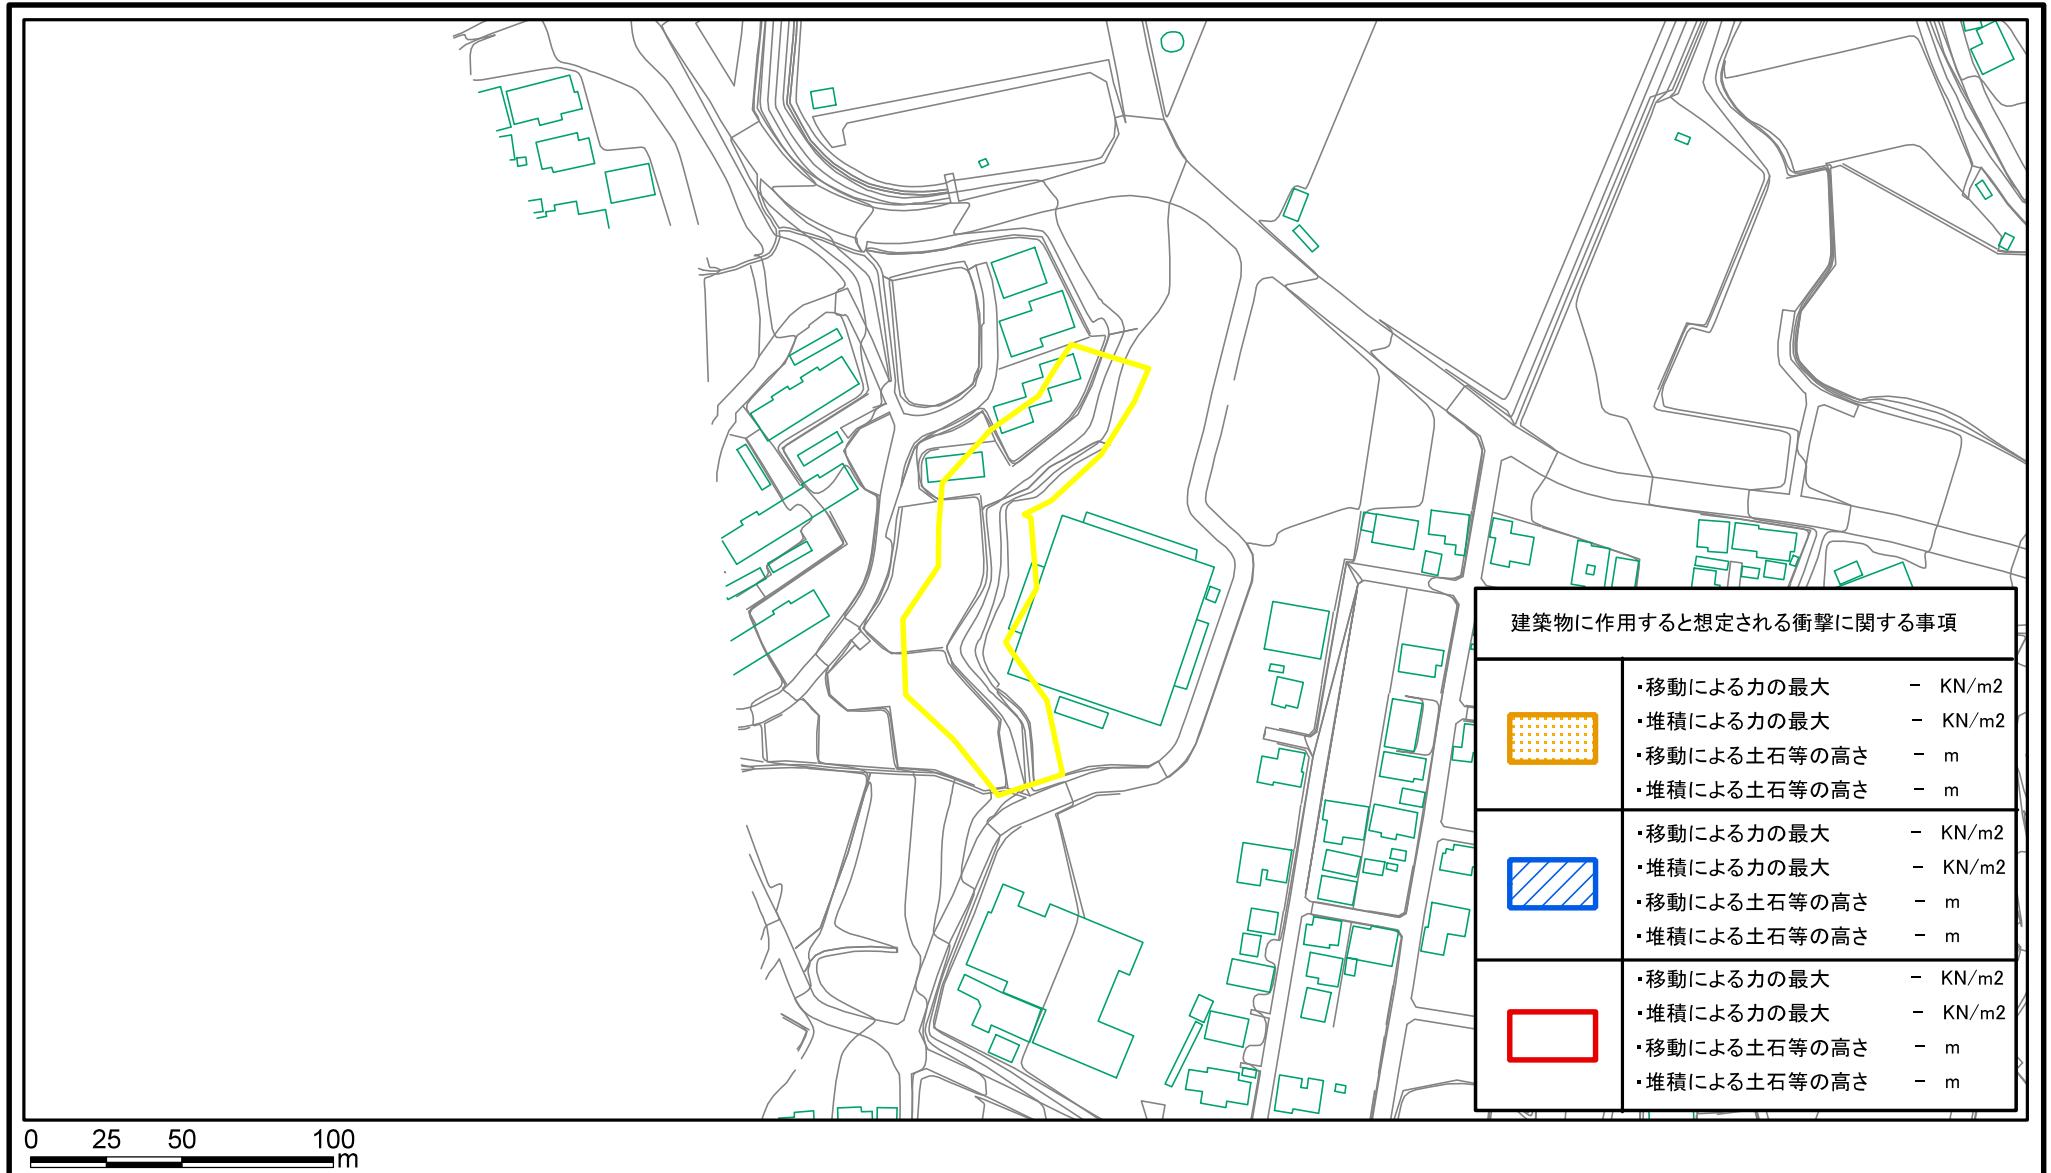 建築物に作用すると想定される衝撃に関する事項
・移動による力の最大 － KN/m2
・堆積による力の最大 － KN/m2
・移動による土石等の高さ － m
・堆積による土石等の高さ － m
・移動による力の最大 － KN/m2
・堆積による力の最大 － KN/m2
・移動による土石等の高さ － m
・堆積による土石等の高さ － m
・移動による力の最大 － KN/m2
・堆積による力の最大 － KN/m2
・移動による土石等の高さ － m
・堆積による土石等の高さ － m
0 25 50 100
m